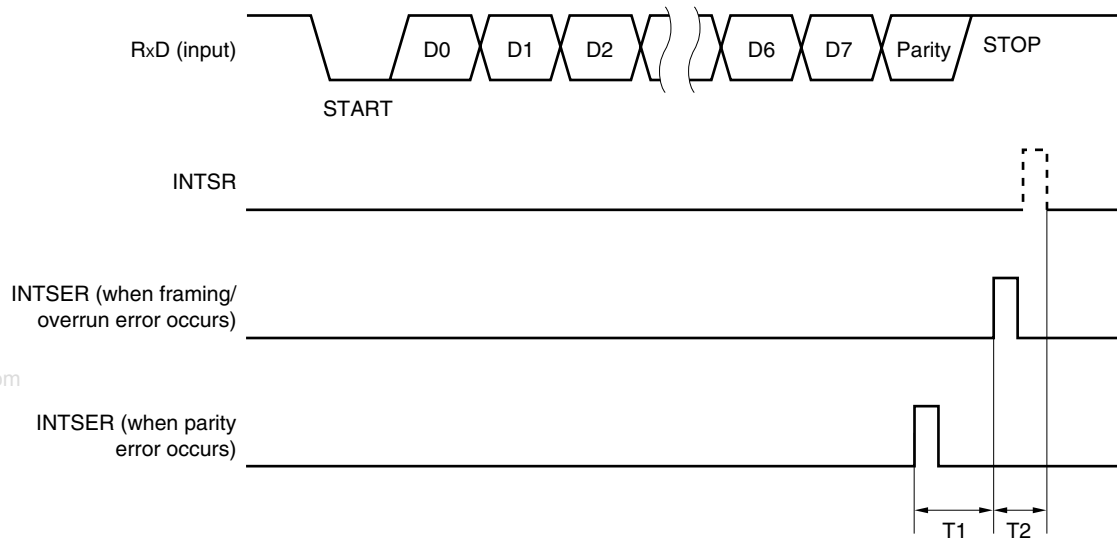 RxD (input)
D0 D1 D2 D6 D7 Parity STOP
START
INTSR
INTSER (when framing/
overrun error occurs)
om
INTSER (when parity
error occurs)
T1 T2